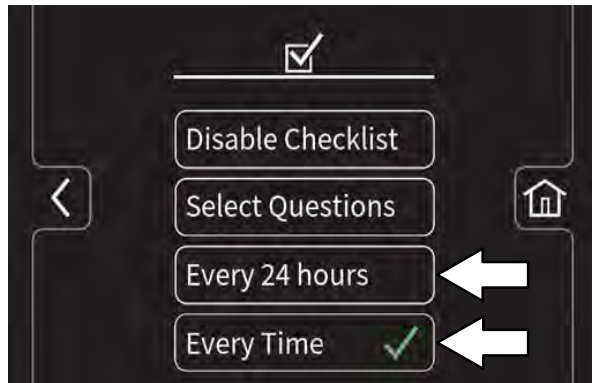 Disable Checklist
Select Questions
Every 24 hours
Every Time